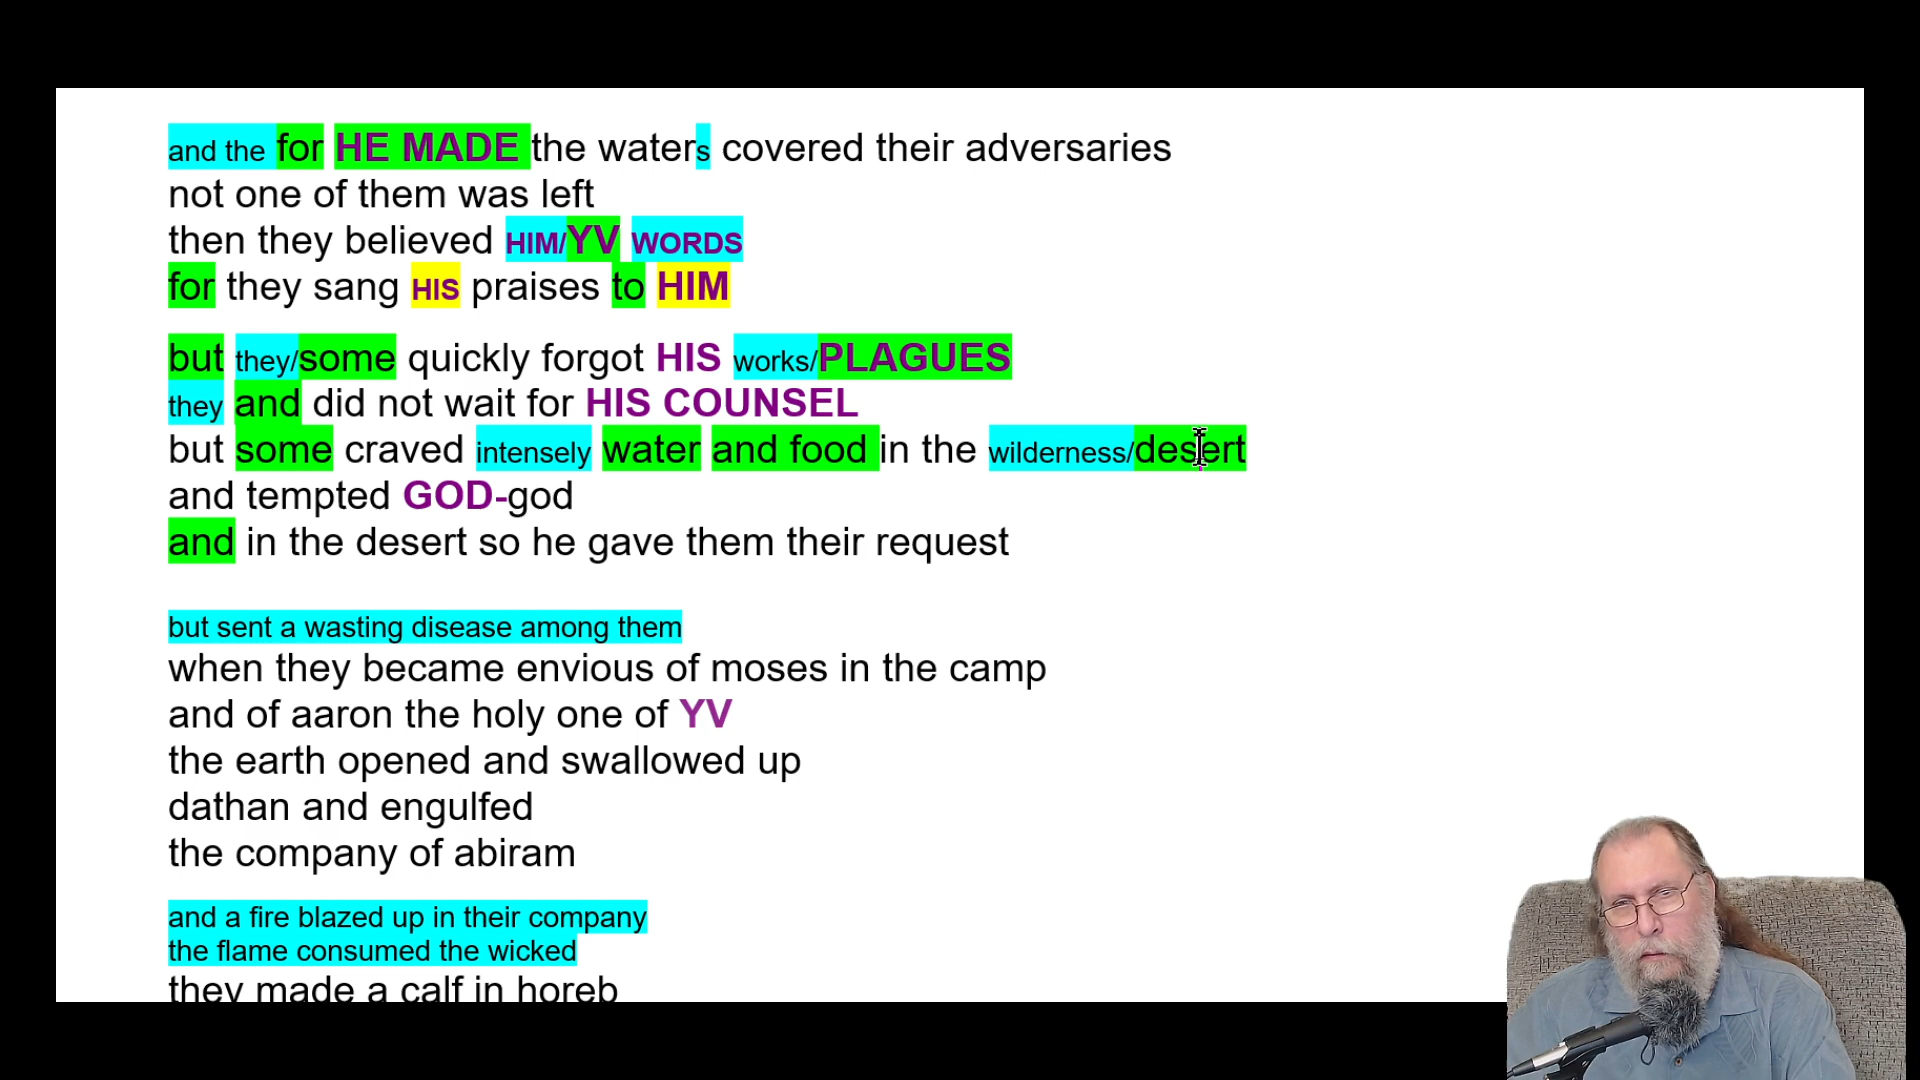 and the for HE MADE the waters covered their adversaries
not one of them was left
then they believed HIM/YV WORDS
for they sang HIS praises to HIM
but they/some quickly forgot HIS works/PLAGUES
they and did not wait for HIS COUNSEL
but some craved intensely water and food in the wilderness/desert
and tempted GOD-god
and in the desert so he gave them their request
but sent a wasting disease among them
when they became envious of moses in the camp
and of aaron the holy one of YV
the earth opened and swallowed up
dathan and engulfed
the company of abiram
and a fire blazed up in their company
the flame consumed the wicked
they made a calf in horeb